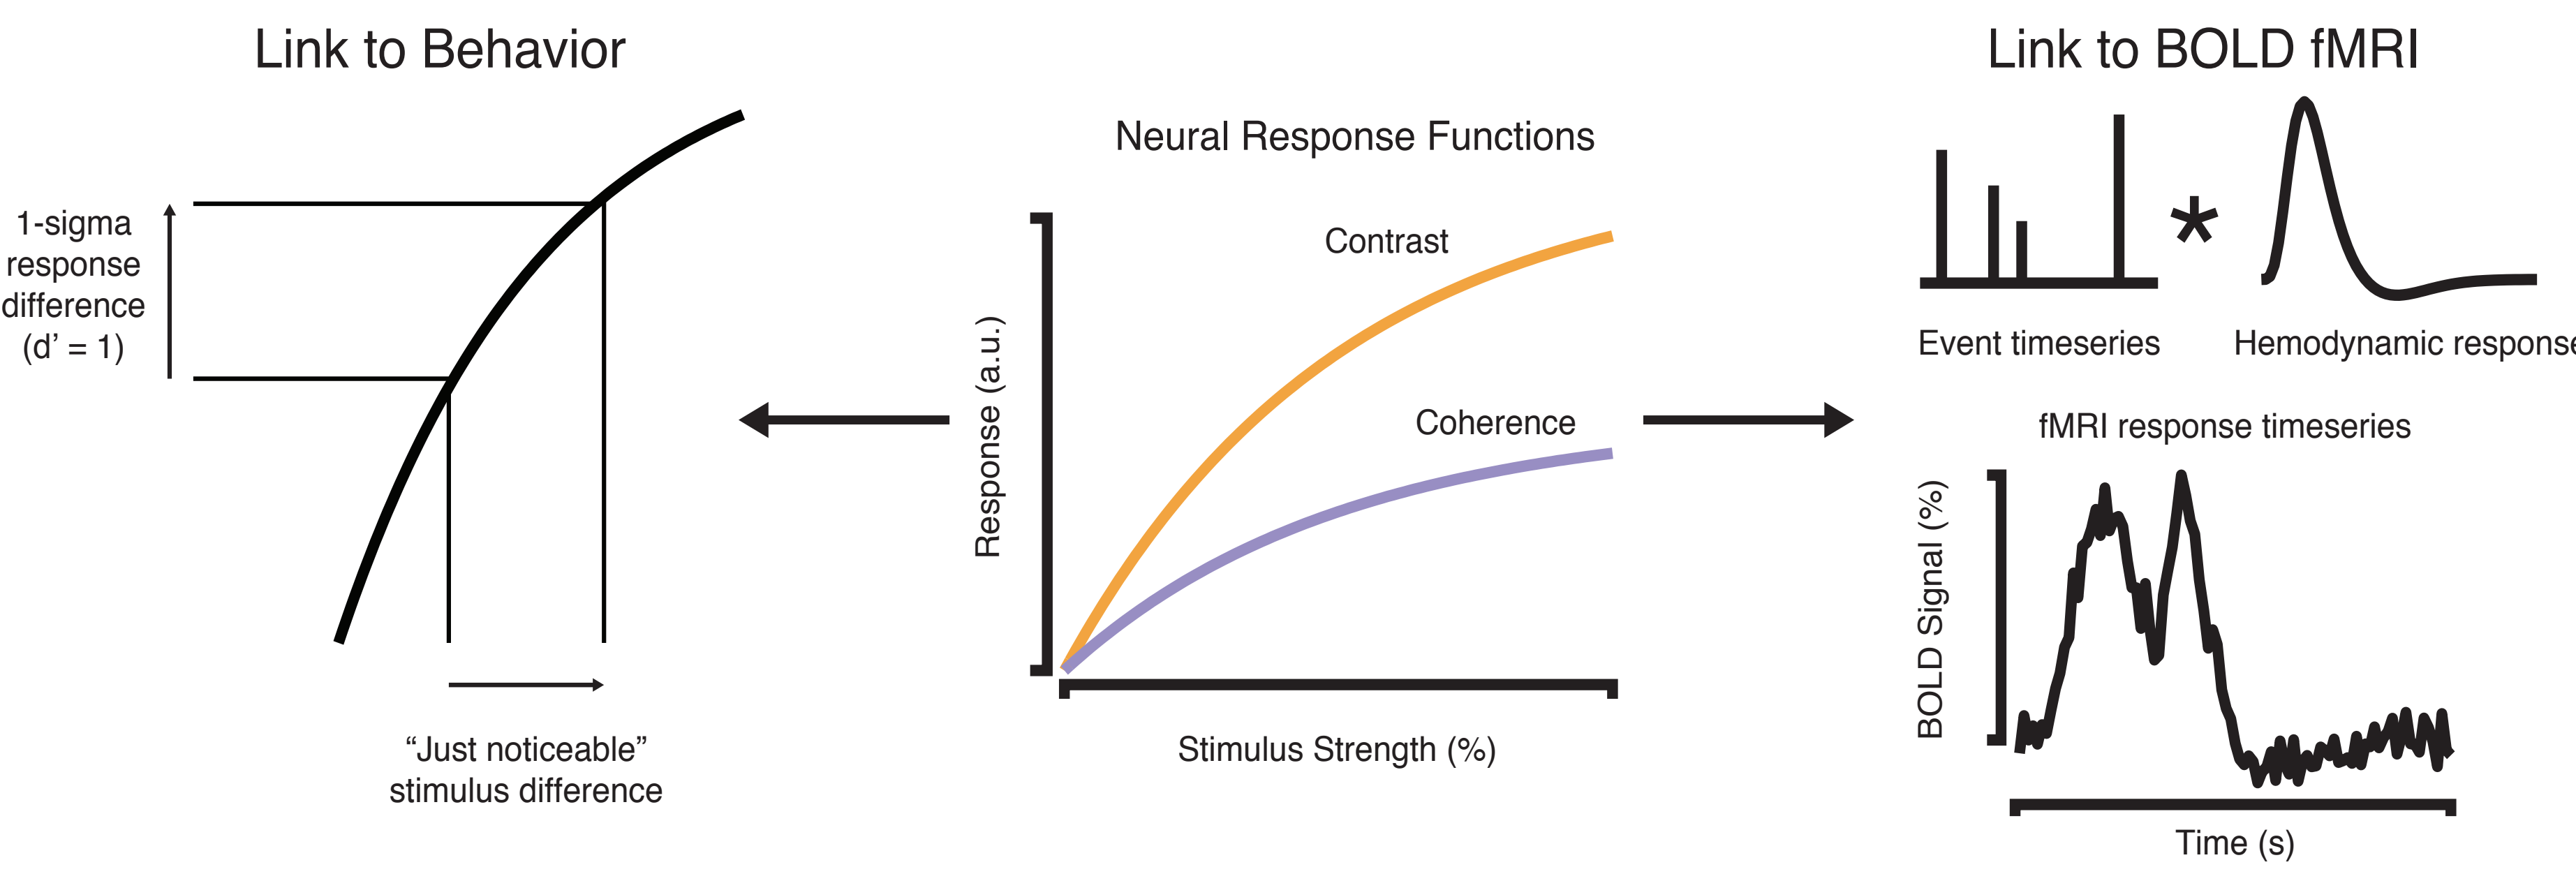 Link to Behavior
1-sigma
response
difference
(d’ = 1)
“Just noticeable”
stimulus difference
Neural Response Functions
Response (a.u.)
Contrast
Coherence
Stimulus Strength (%)
Link to BOLD fMRI
*
Event timeseries
Hemodynamic response
fMRI response timeseries
BOLD Signal (%)
Time (s)